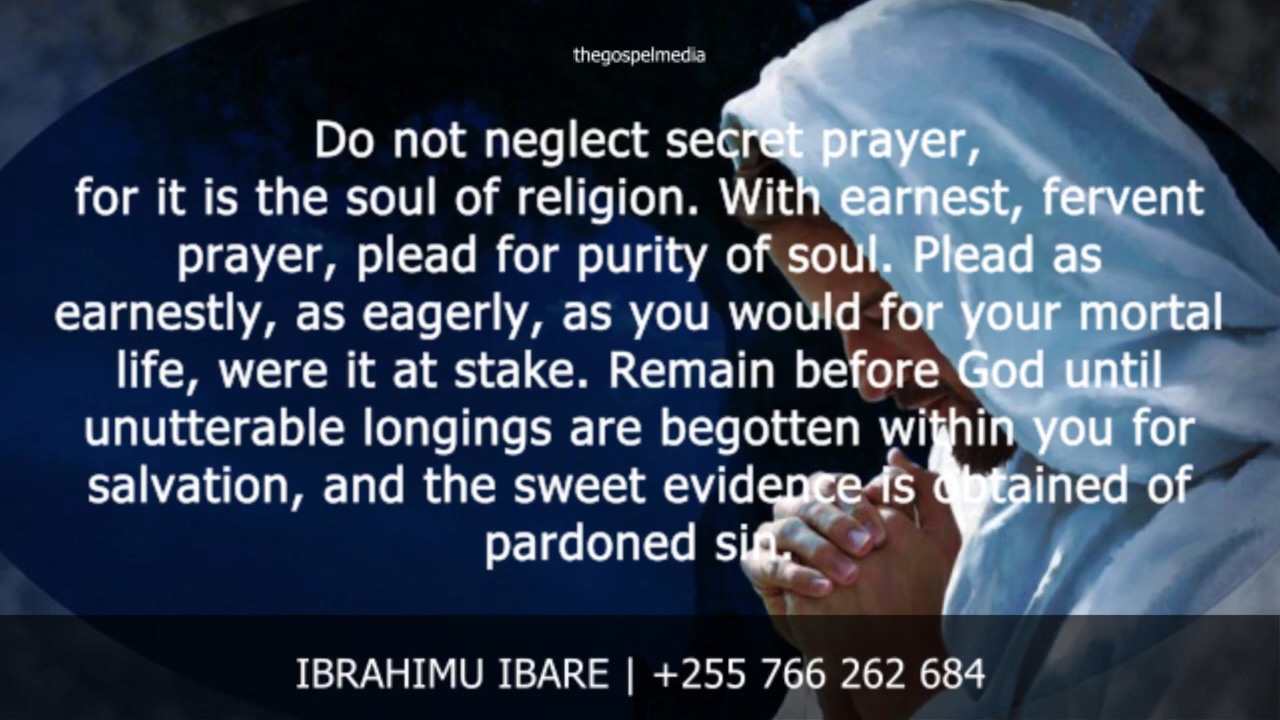 thegospelmedia
Do not neglect secret prayer,
for it is the soul of religion. With earnest, fervent
prayer, plead for purity of soul. Plead as
earnestly, as eagerly, as you would for your mortal
life, were it at stake. Remain before God until
unutterable longings are begotten within you for
salvation, and the sweet evidence is obtained of
pardoned sin.
IBRAHIMU IBARE | +255 766 262 684